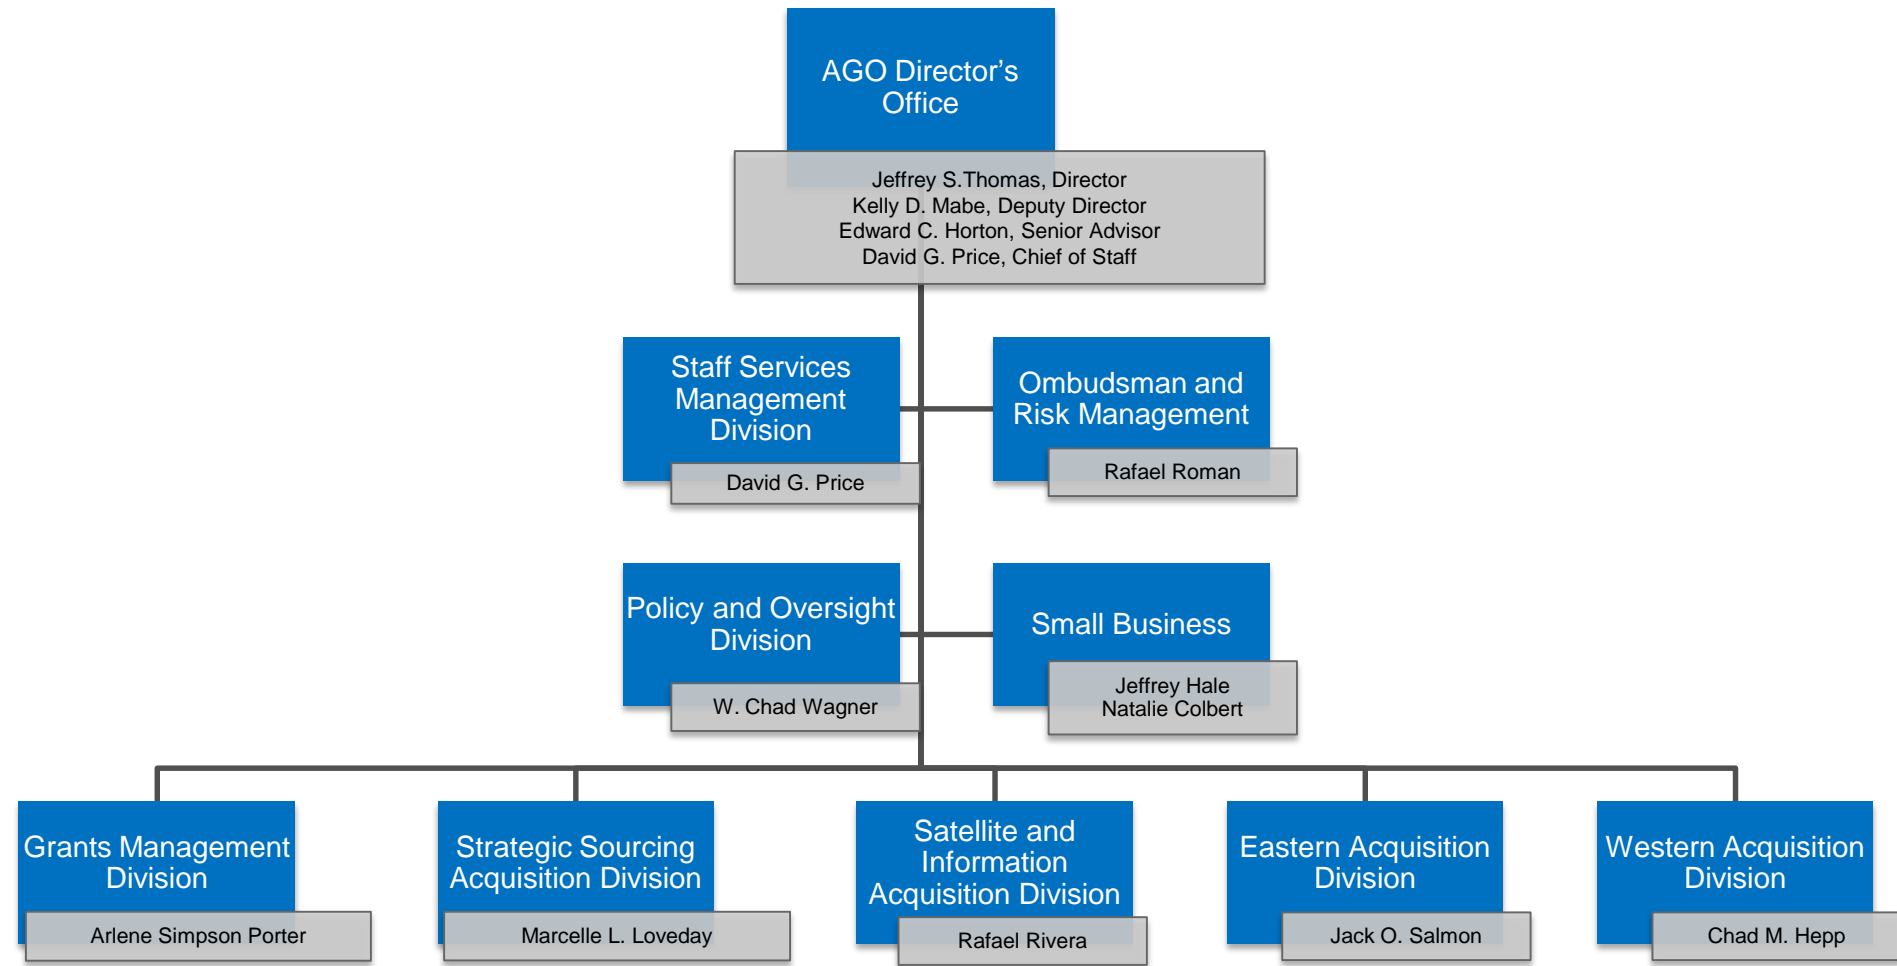 AGO Director's
Office
Jeffrey S.Thomas, Director
Kelly D. Mabe, Deputy Director
Edward C. Horton, Senior Advisor
David G. Price, Chief of Staff
Staff Services
Management
Division
David G. Price
Ombudsman and
Risk Management
Rafael Roman
Policy and Oversight
Division
W. Chad Wagner
Small Business
Jeffrey Hale
Natalie Colbert
Grants Management
Division
Arlene Simpson Porter
Strategic Sourcing
Acquisition Division
Marcelle L. Loveday
Satellite and
Information
Acquisition Division
Rafael Rivera
Eastern Acquisition
Division
Jack O. Salmon
Western Acquisition
Division
Chad M. Hepp